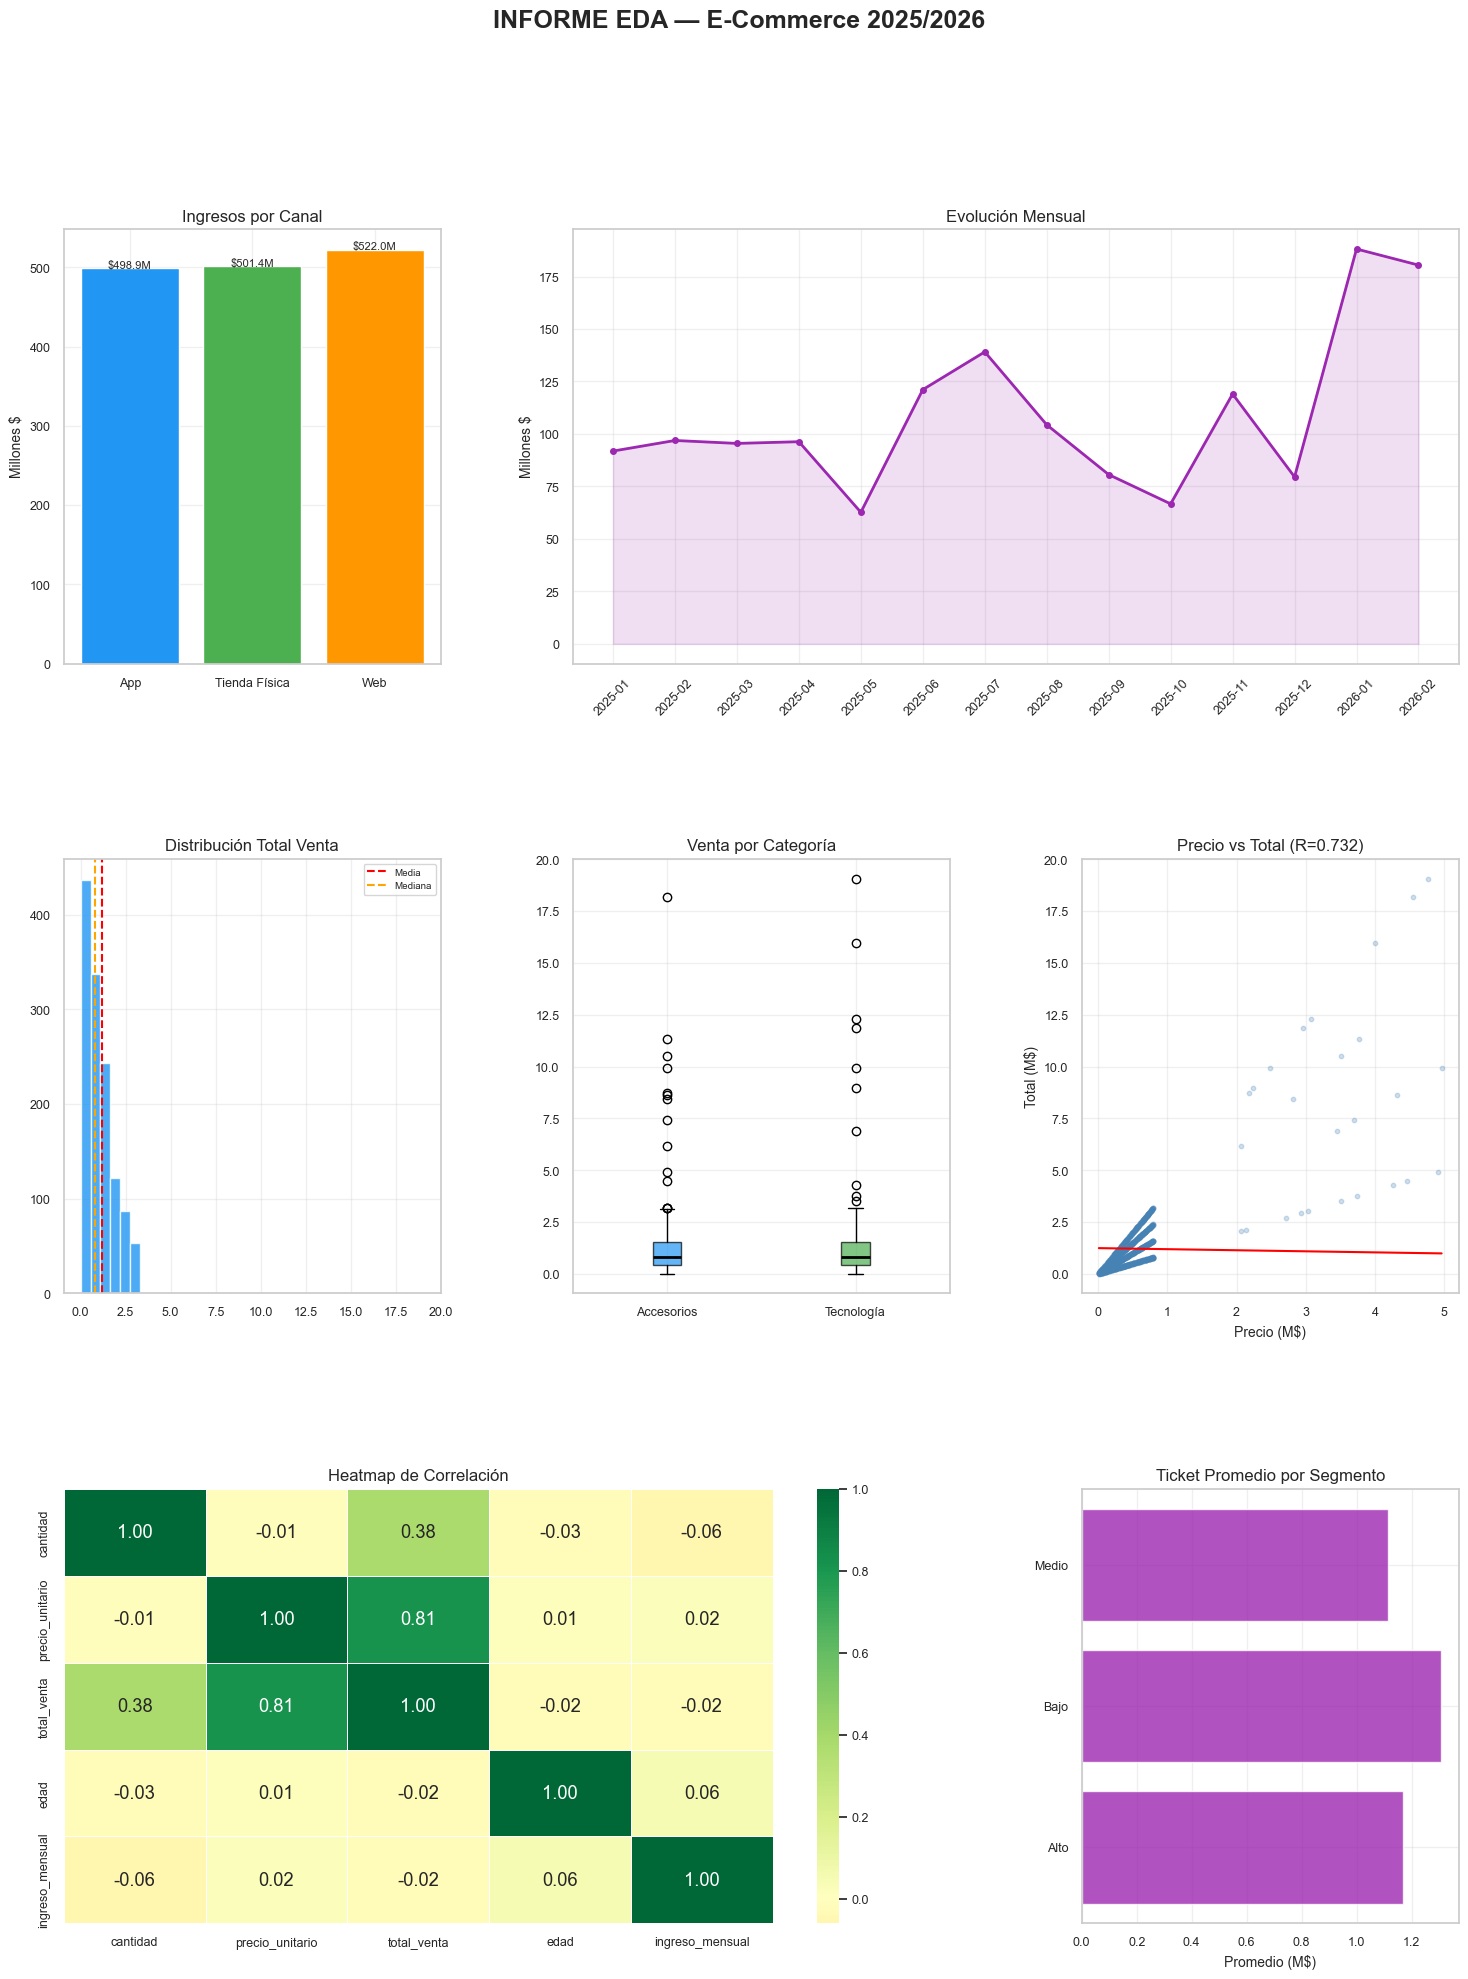 INFORME EDA — E-Commerce 2025/2026
Ingresos por Canal
Millones $
500
400
300
200
100
0
$498.9M
$501.4M
$522.0M
App
Tienda Física
Web
Evolución Mensual
Millones $
175
150
125
100
75
50
25
0
2025-01
2025-02
2025-03
2025-04
2025-05
2025-06
2025-07
2025-08
2025-09
2025-10
2025-11
2025-12
2026-01
2026-02
Distribución Total Venta
Media
Mediana
400
300
200
100
0
0.0 2.5 5.0 7.5 10.0 12.5 15.0 17.5 20.0
Venta por Categoría
20.0
17.5
15.0
12.5
10.0
7.5
5.0
2.5
0.0
Accesorios
Tecnología
Precio vs Total (R=0.732)
Total (M$)
20.0
17.5
15.0
12.5
10.0
7.5
5.0
2.5
0.0
0 1 2 3 4 5
Precio (M$)
Heatmap de Correlación
cantidad
1.00 -0.01 0.38 -0.03 -0.06
precio_unitario
-0.01 1.00 0.81 0.01 0.02
total_venta
0.38 0.81 1.00 -0.02 -0.02
edad
-0.03 0.01 -0.02 1.00 0.06
ingreso_mensual
-0.06 0.02 -0.02 0.06 1.00
cantidad precio_unitario total_venta edad ingreso_mensual
1.0
0.8
0.6
0.4
0.2
0.0
Ticket Promedio por Segmento
Medio
Bajo
Alto
0.0 0.2 0.4 0.6 0.8 1.0 1.2
Promedio (M$)